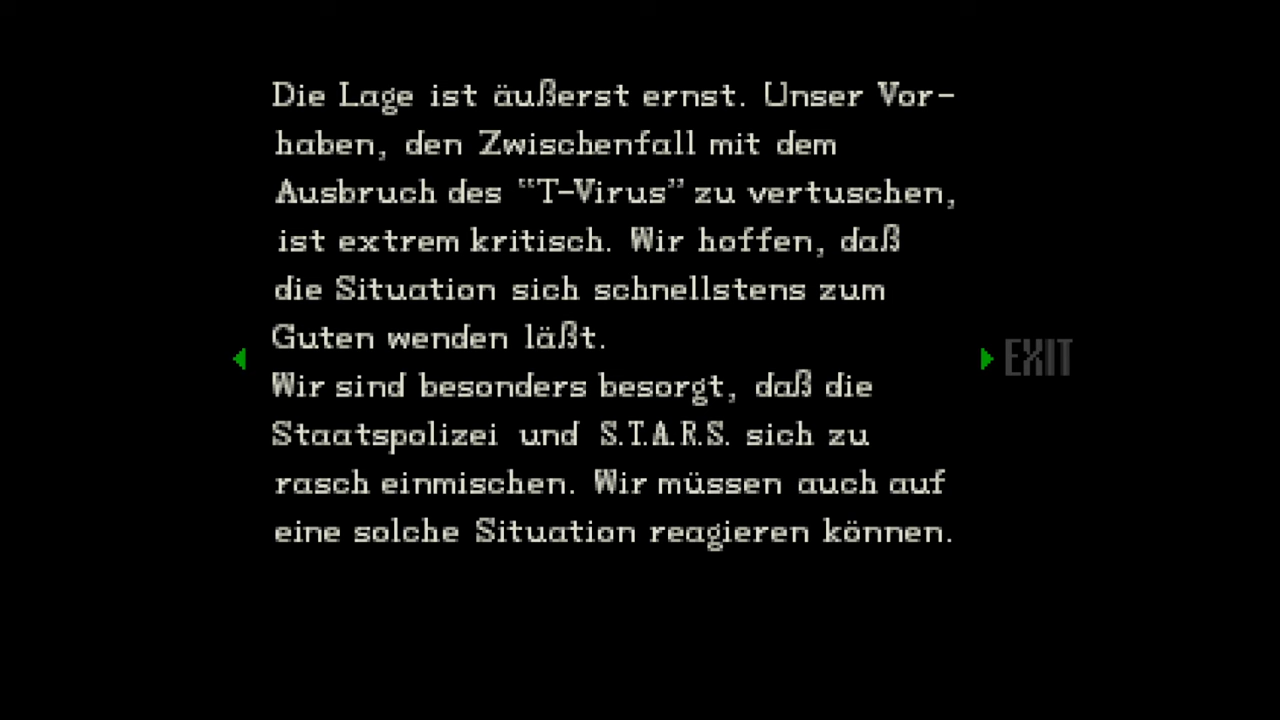 Die Lage ist äußerst ernst. Unser Vor-
haben, den Zwischenfall mit dem
Ausbruch des “T-Virus” zu vertuschen,
ist extrem kritisch. Wir hoffen, daß
die Situation sich schnellstens zum
Guten wenden läßt.
Wir sind besonders besorgt, daß die
Staatspolizei und S.T.A.R.S. sich zu
rasch einmischen. Wir müssen auch auf
eine solche Situation reagieren können.
EXIT